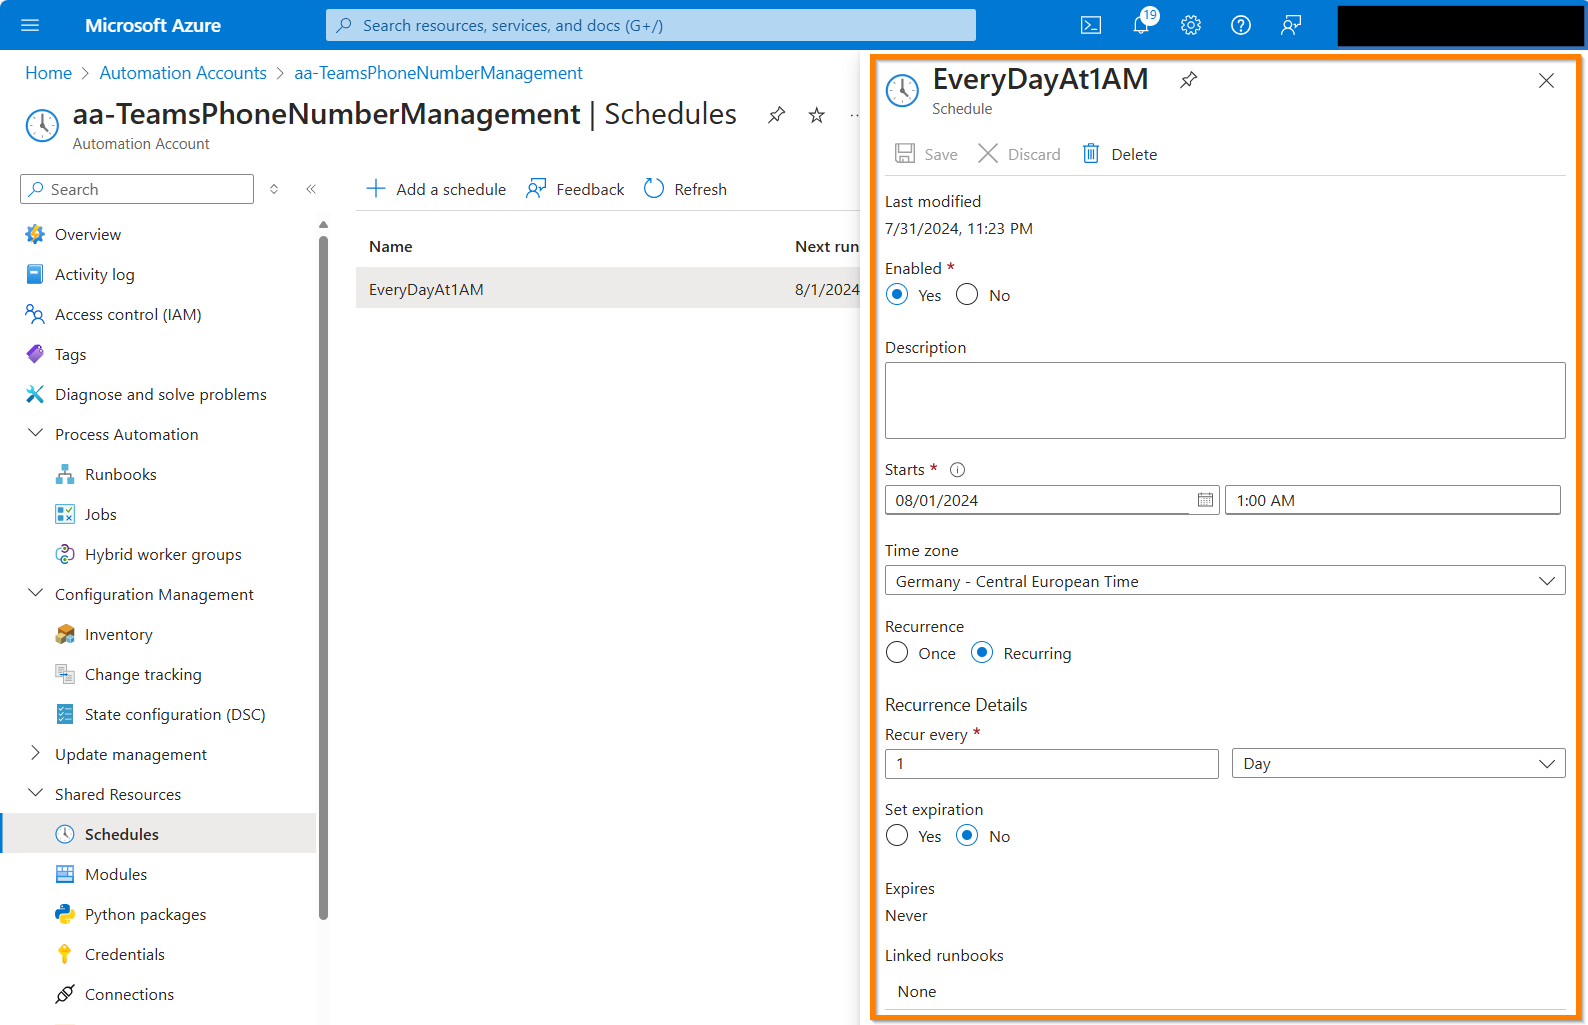 Microsoft Azure
Search resources, services, and docs (G+/)
19
Home > Automation Accounts > aa-TeamsPhoneNumberManagement
aa-TeamsPhoneNumberManagement | Schedules
Automation Account
Search
Overview
Activity log
Access control (IAM)
Tags
Diagnose and solve problems
Process Automation
Runbooks
Jobs
Hybrid worker groups
Configuration Management
Inventory
Change tracking
State configuration (DSC)
Update management
Shared Resources
Schedules
Modules
Python packages
Credentials
Connections
Add a schedule Feedback Refresh
Name Next run
EveryDayAt1AM 8/1/2024
EveryDayAt1AM
Schedule
Save Discard Delete
Last modified
7/31/2024, 11:23 PM
Enabled *
Yes No
Description
Starts *
08/01/2024 1:00 AM
Time zone
Germany - Central European Time
Recurrence
Once Recurring
Recurrence Details
Recur every *
1 Day
Set expiration
Yes No
Expires
Never
Linked runbooks
None